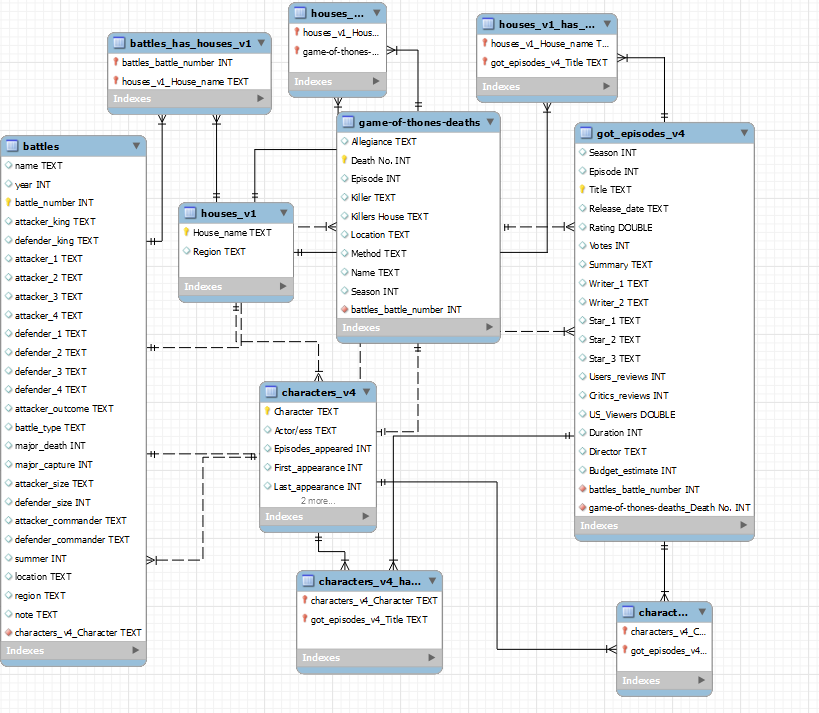 battles_has_houses_v1
battles_battle_number INT
houses_v1_House_name TEXT
Indexes
houses_...
houses_v1_Hous...
game-of-thones-...
Indexes
houses_v1_has_...
houses_v1_House_name T...
got_episodes_v4_Title TEXT
Indexes
battles
name TEXT
year INT
battle_number INT
attacker_king TEXT
defender_king TEXT
attacker_1 TEXT
attacker_2 TEXT
attacker_3 TEXT
attacker_4 TEXT
defender_1 TEXT
defender_2 TEXT
defender_3 TEXT
defender_4 TEXT
attacker_outcome TEXT
battle_type TEXT
major_death INT
major_capture INT
attacker_size TEXT
defender_size INT
attacker_commander TEXT
defender_commander TEXT
summer INT
location TEXT
region TEXT
note TEXT
characters_v4_Character TEXT
Indexes
houses_v1
House_name TEXT
Region TEXT
Indexes
game-of-thones-deaths
Allegiance TEXT
Death No. INT
Episode INT
Killer TEXT
Killers House TEXT
Location TEXT
Method TEXT
Name TEXT
Season INT
battles_battle_number INT
Indexes
got_episodes_v4
Season INT
Episode INT
Title TEXT
Release_date TEXT
Rating DOUBLE
Votes INT
Summary TEXT
Writer_1 TEXT
Writer_2 TEXT
Star_1 TEXT
Star_2 TEXT
Star_3 TEXT
Users_reviews INT
Critics_reviews INT
US_Viewers DOUBLE
Duration INT
Director TEXT
Budget_estimate INT
battles_battle_number INT
game-of-thones-deaths_Death No. INT
Indexes
characters_v4
Character TEXT
Actor/ess TEXT
Episodes_appeared INT
First_appearance INT
Last_appearance INT
2 more...
Indexes
characters_v4_ha...
characters_v4_Character TEXT
got_episodes_v4_Title TEXT
Indexes
charact...
characters_v4_C...
got_episodes_v4...
Indexes